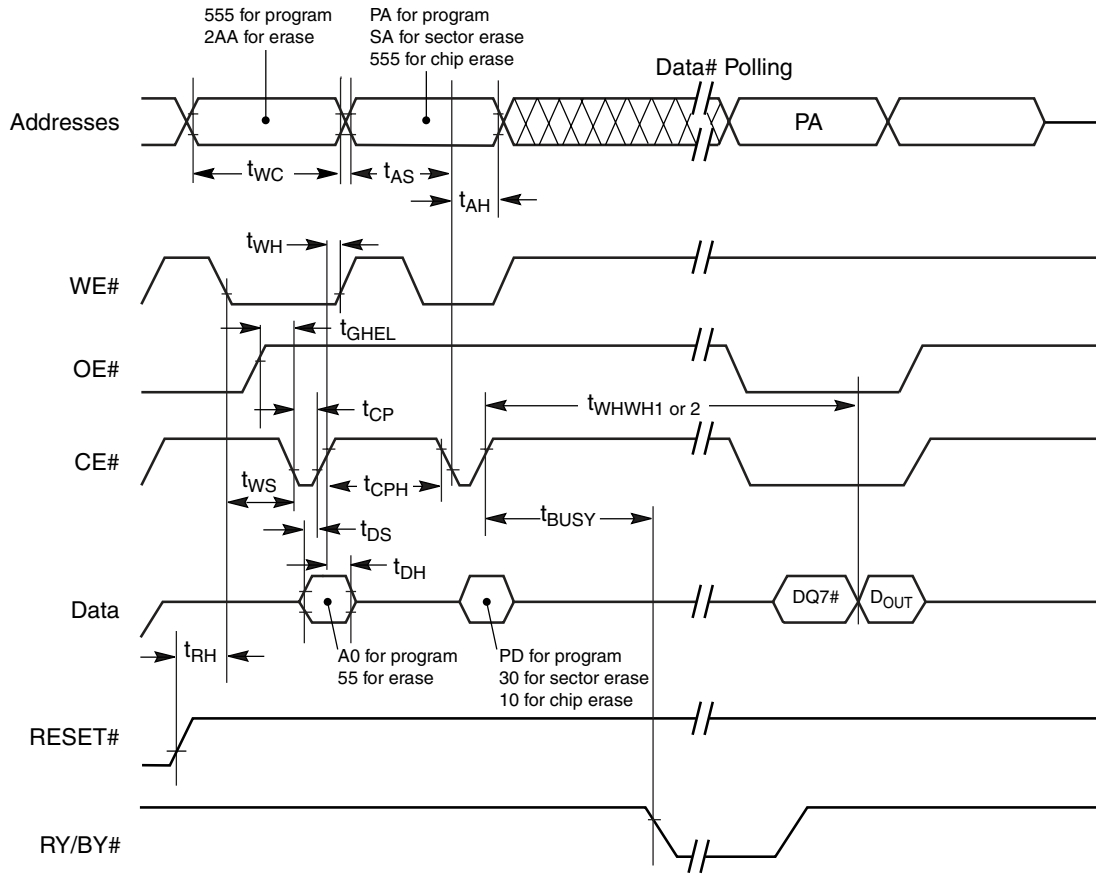 555 for program
2AA for erase
PA for program
SA for sector erase
555 for chip erase
Data# Polling
Addresses
PA
tWC
tAS
tAH
tWH
WE#
tGHEL
OE#
tWHWH1 or 2
tCP
CE#
tWS
tCPH
tBUSY
tDS
tDH
Data
DQ7#
DOUT
tRH
A0 for program
55 for erase
PD for program
30 for sector erase
10 for chip erase
RESET#
RY/BY#